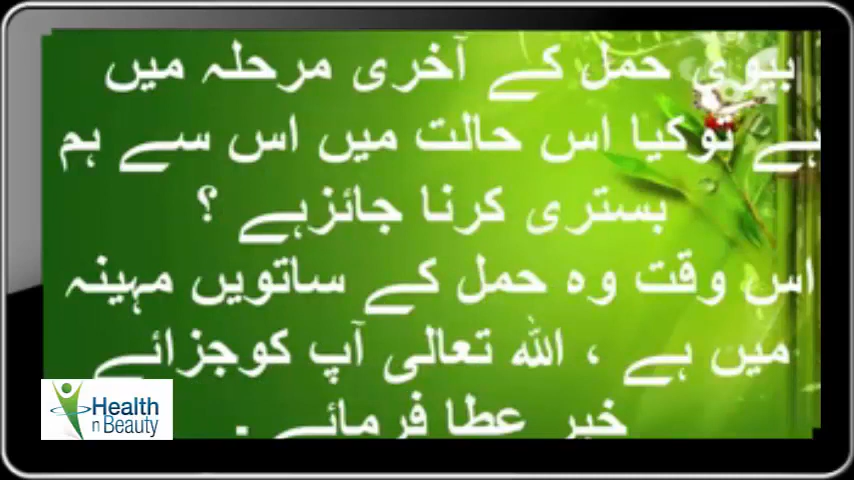 بیوی حمل کے آخری مرحلہ میں
ہے توکیا اس حالت میں اس سے ہم
بستری کرنا جائزہے ؟
اس وقت وہ حمل کے ساتویں مہینہ
میں ہے ، اللہ تعالی آپ کوجزائے
خیر عطا فرمائے ۔
Health
n Beauty